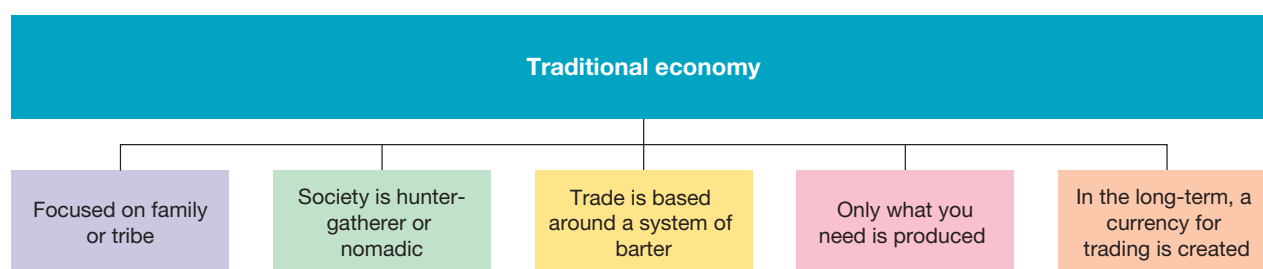 Traditional economy
Focused on family
or tribe
Society is hunter-
gatherer or
nomadic
Trade is based
around a system of
barter
Only what you
need is produced
In the long-term, a
currency for
trading is created